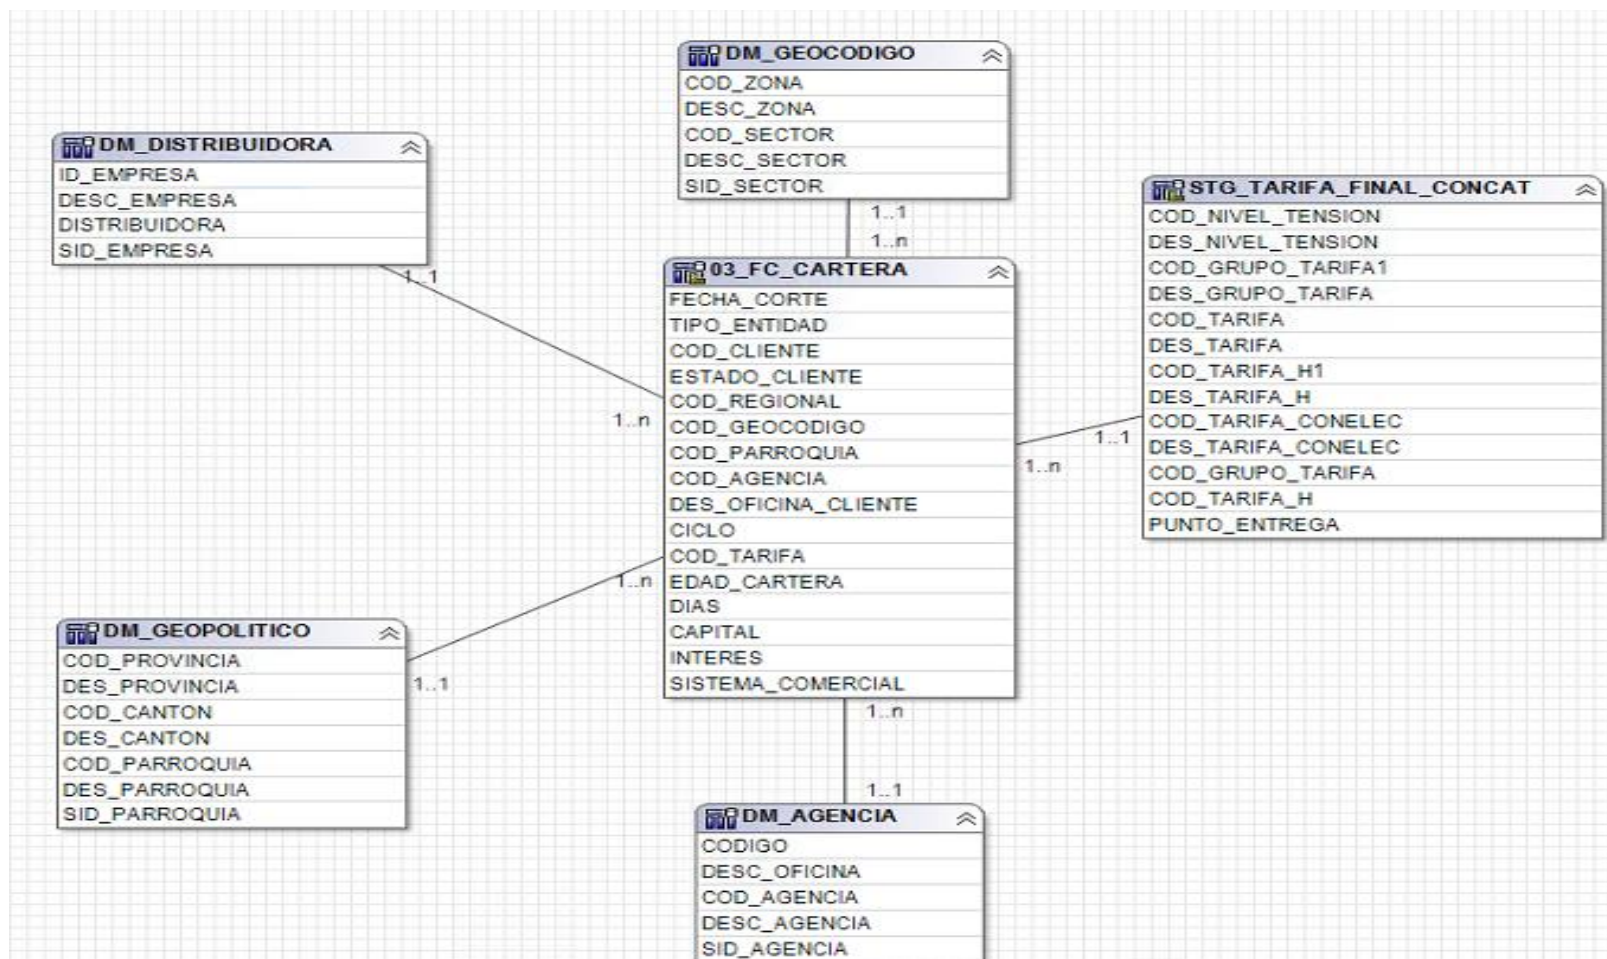 DM_GEOCODIGO
COD_ZONA
DESC_ZONA
COD_SECTOR
DESC_SECTOR
SID_SECTOR
1..1
1..n
DM_DISTRIBUIDORA
ID_EMPRESA
DESC_EMPRESA
DISTRIBUIDORA
SID_EMPRESA
1..1
1..n
03_FC_CARTERA
FECHA_CORTE
TIPO_ENTIDAD
COD_CLIENTE
ESTADO_CLIENTE
COD_REGIONAL
COD_GEOCODIGO
COD_PARROQUIA
COD_AGENCIA
DES_OFICINA_CLIENTE
CICLO
COD_TARIFA
EDAD_CARTERA
DIAS
CAPITAL
INTERES
SISTEMA_COMERCIAL
1..n
1..1
STG_TARIFA_FINAL_CONCAT
COD_NIVEL_TENSION
DES_NIVEL_TENSION
COD_GRUPO_TARIFA1
DES_GRUPO_TARIFA
COD_TARIFA
DES_TARIFA
COD_TARIFA_H1
DES_TARIFA_H
COD_TARIFA_CONELEC
DES_TARIFA_CONELEC
COD_GRUPO_TARIFA
COD_TARIFA_H
PUNTO_ENTREGA
1..n
1..1
DM_GEOPOLITICO
COD_PROVINCIA
DES_PROVINCIA
COD_CANTON
DES_CANTON
COD_PARROQUIA
DES_PARROQUIA
SID_PARROQUIA
1..n
1..1
DM_AGENCIA
CODIGO
DESC_OFICINA
COD_AGENCIA
DESC_AGENCIA
SID_AGENCIA